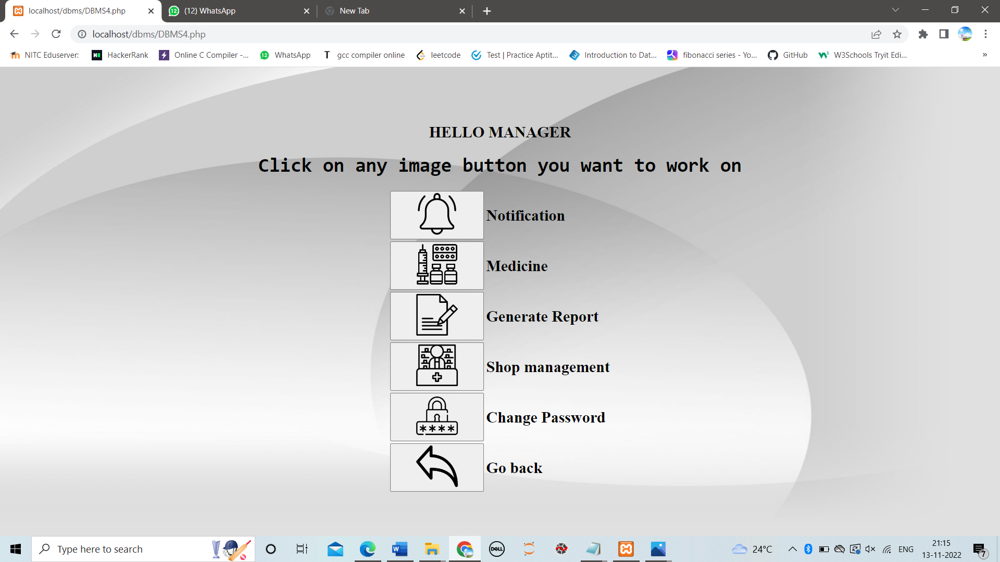 localhost/dbms/DBMS4.php
(12) WhatsApp
New Tab
localhost/dbms/DBMS4.php
NITC Eduserver:
HackerRank
Online C Compiler -...
WhatsApp
gcc compiler online
leetcode
Test | Practice Aptit...
Introduction to Dat...
fibonacci series - Yo...
GitHub
W3Schools Tryit Edi...
HELLO MANAGER
Click on any image button you want to work on
Notification
Medicine
Generate Report
Shop management
Change Password
****
Go back
Type here to search
DELL
24°C
ENG
21:15
13-11-2022
7